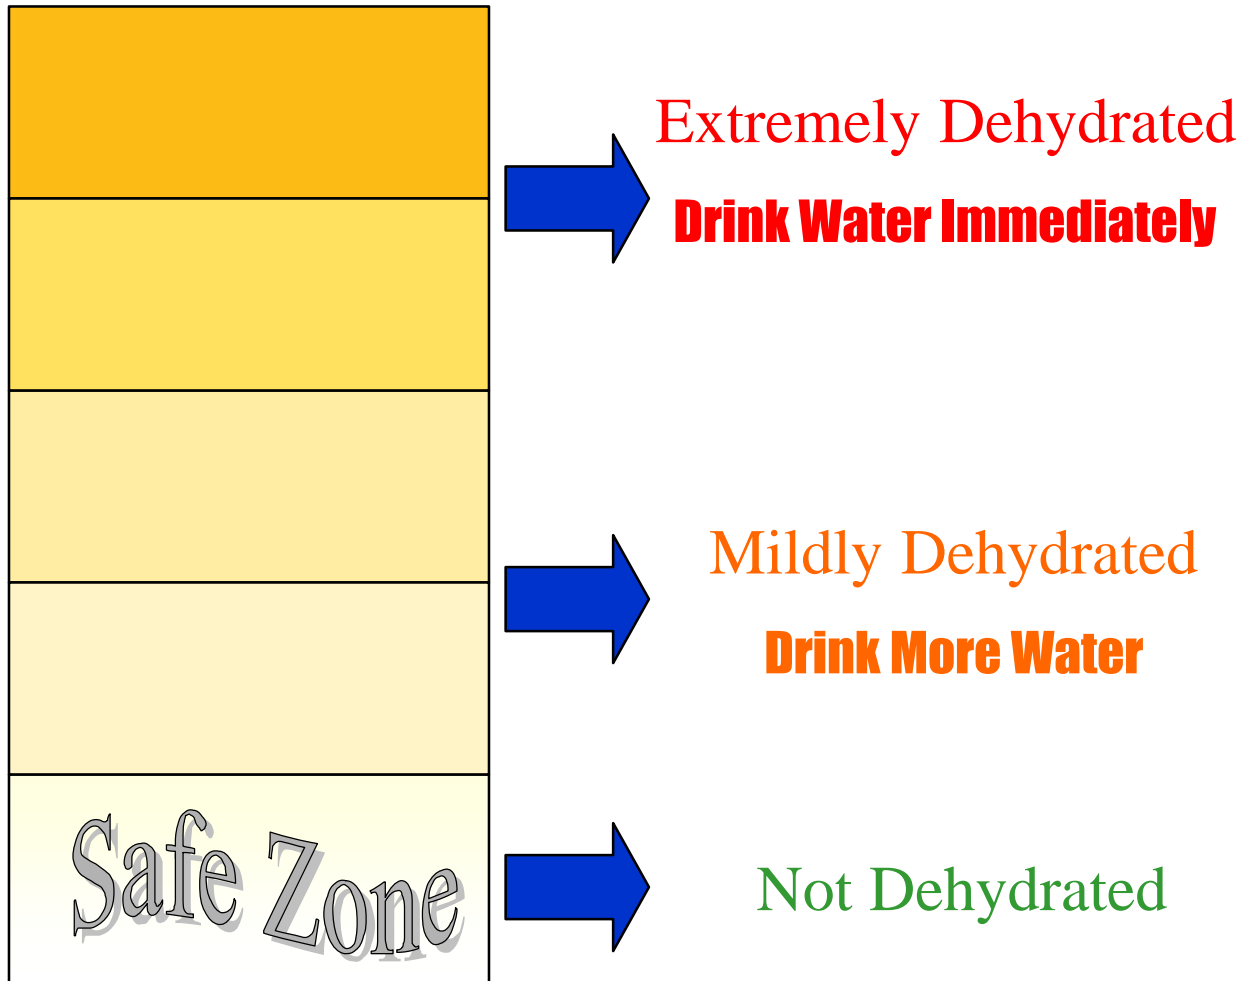 Extremely Dehydrated
Drink Water Immediately
Mildly Dehydrated
Drink More Water
Safe Zone
Not Dehydrated